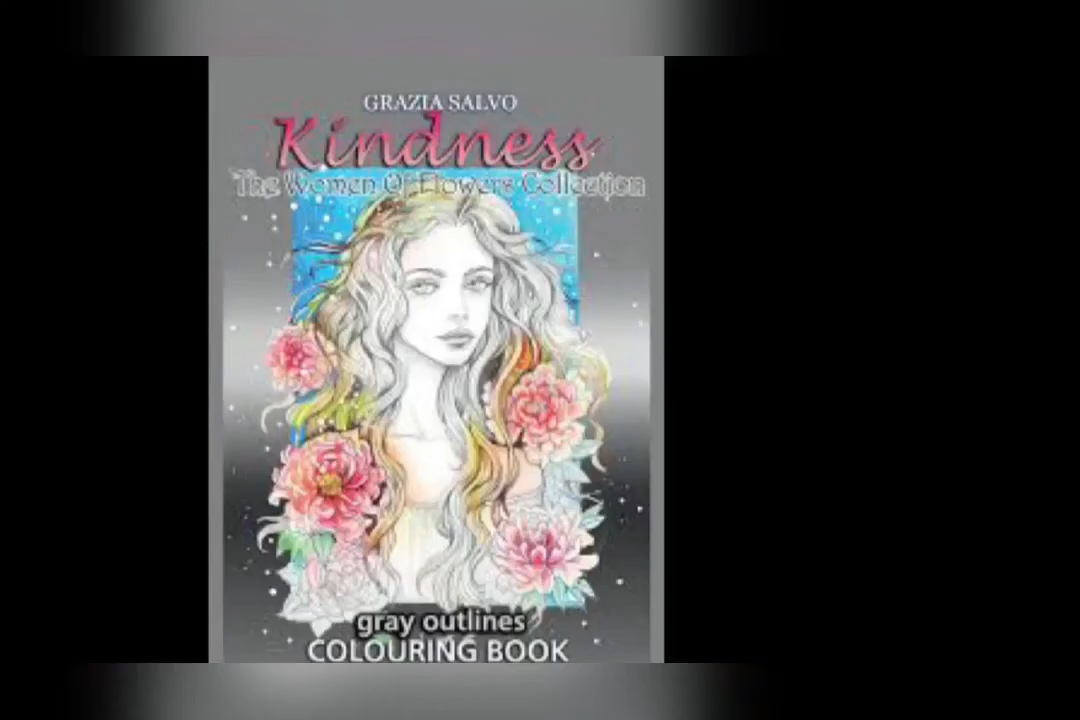 GRAZIA SALVO
Kindness
The Women Of Flowers Collection
gray outlines
COLOURING BOOK